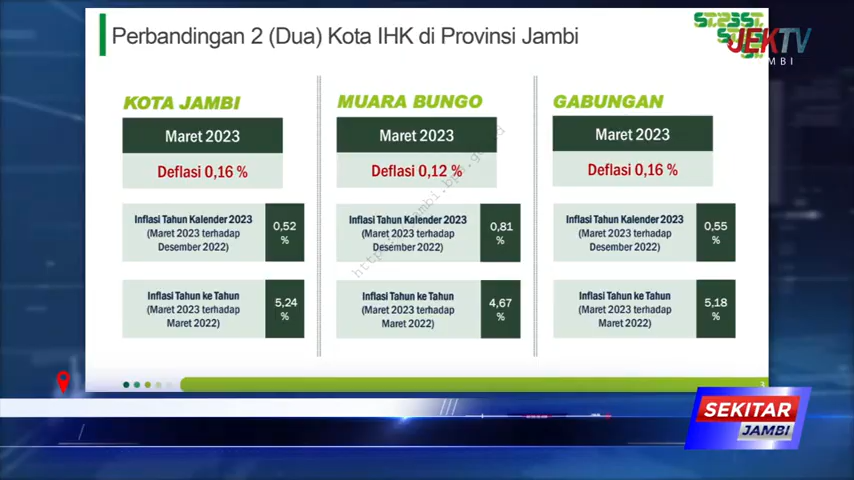 Perbandingan 2 (Dua) Kota IHK di Provinsi Jambi
JEKTV
JAMBI
KOTA JAMBI
Maret 2023
Deflasi 0,16 %
Inflasi Tahun Kalender 2023
(Maret 2023 terhadap
Desember 2022)
0,52
%
Inflasi Tahun ke Tahun
(Maret 2023 terhadap
Maret 2022)
5,24
%
MUARA BUNGO
Maret 2023
Deflasi 0,12 %
Inflasi Tahun Kalender 2023
(Maret 2023 terhadap
Desember 2022)
0,81
%
Inflasi Tahun ke Tahun
(Maret 2023 terhadap
Maret 2022)
4,67
%
GABUNGAN
Maret 2023
Deflasi 0,16 %
Inflasi Tahun Kalender 2023
(Maret 2023 terhadap
Desember 2022)
0,55
%
Inflasi Tahun ke Tahun
(Maret 2023 terhadap
Maret 2022)
5,18
%
3
SEKITAR
JAMBI